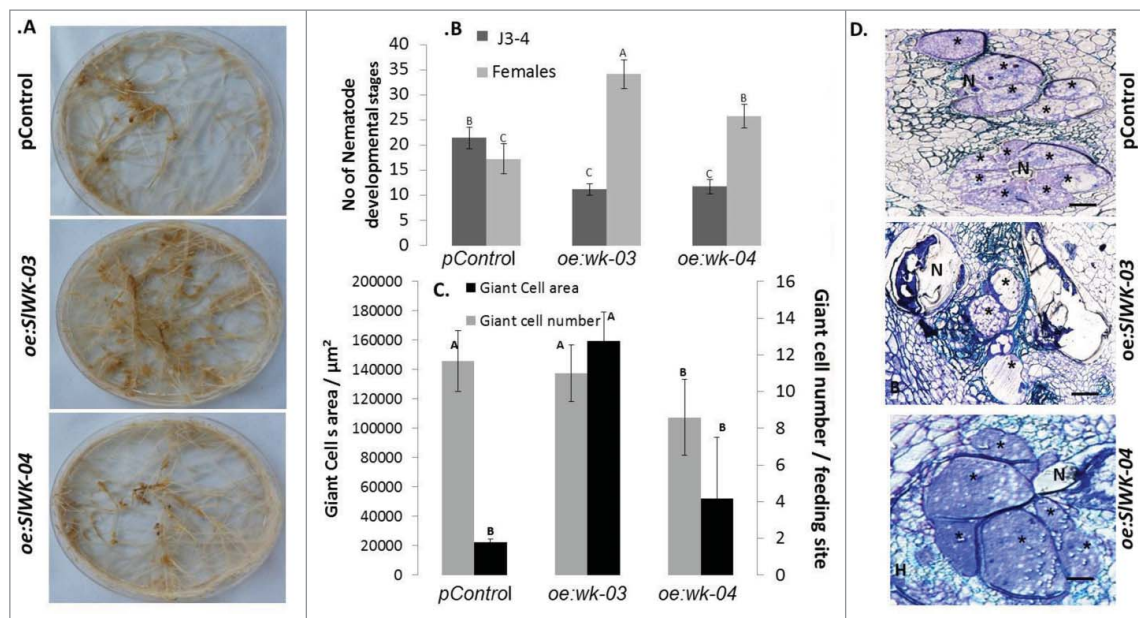 .A
pControl
oe:SlWK-03
oe:SlWK-04
.B
J3-4
Females
No of Nematode
developmental stages
40
35
30
25
20
15
10
5
0
B
C
C
A
C
B
pControl
oe:wk-03
oe:wk-04
C.
Giant Cell area
Giant cell number
Giant Cell s area / µm²
200000
180000
160000
140000
120000
100000
80000
60000
40000
20000
0
A
B
A
A
B
B
16
14
12
10
8
6
4
2
0
Giant cell number / feeding site
pControl
oe:wk-03
oe:wk-04
D.
*
N
*
*
*
*
*
*
*
N
*
*
*
*
*
pControl
N
*
*
*
B
oe:SlWK-03
*
*
N
*
*
*
*
H
oe:SlWK-04